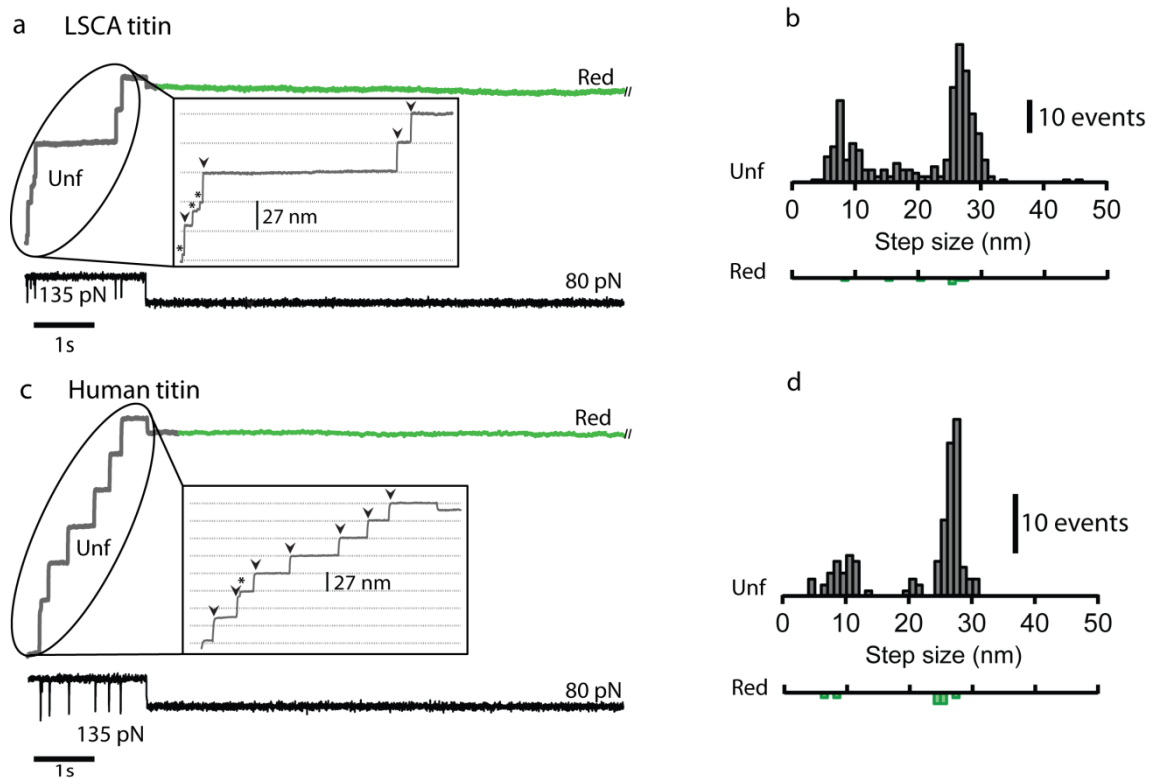 a LSCA titin
Red
//
Unf
*
*
*
27 nm
135 pN
80 pN
1s
b
10 events
Unf
0 10 20 30 40 50
Step size (nm)
Red
c Human titin
Red
//
Unf
*
27 nm
80 pN
135 pN
1s
d
10 events
Unf
0 10 20 30 40 50
Step size (nm)
Red